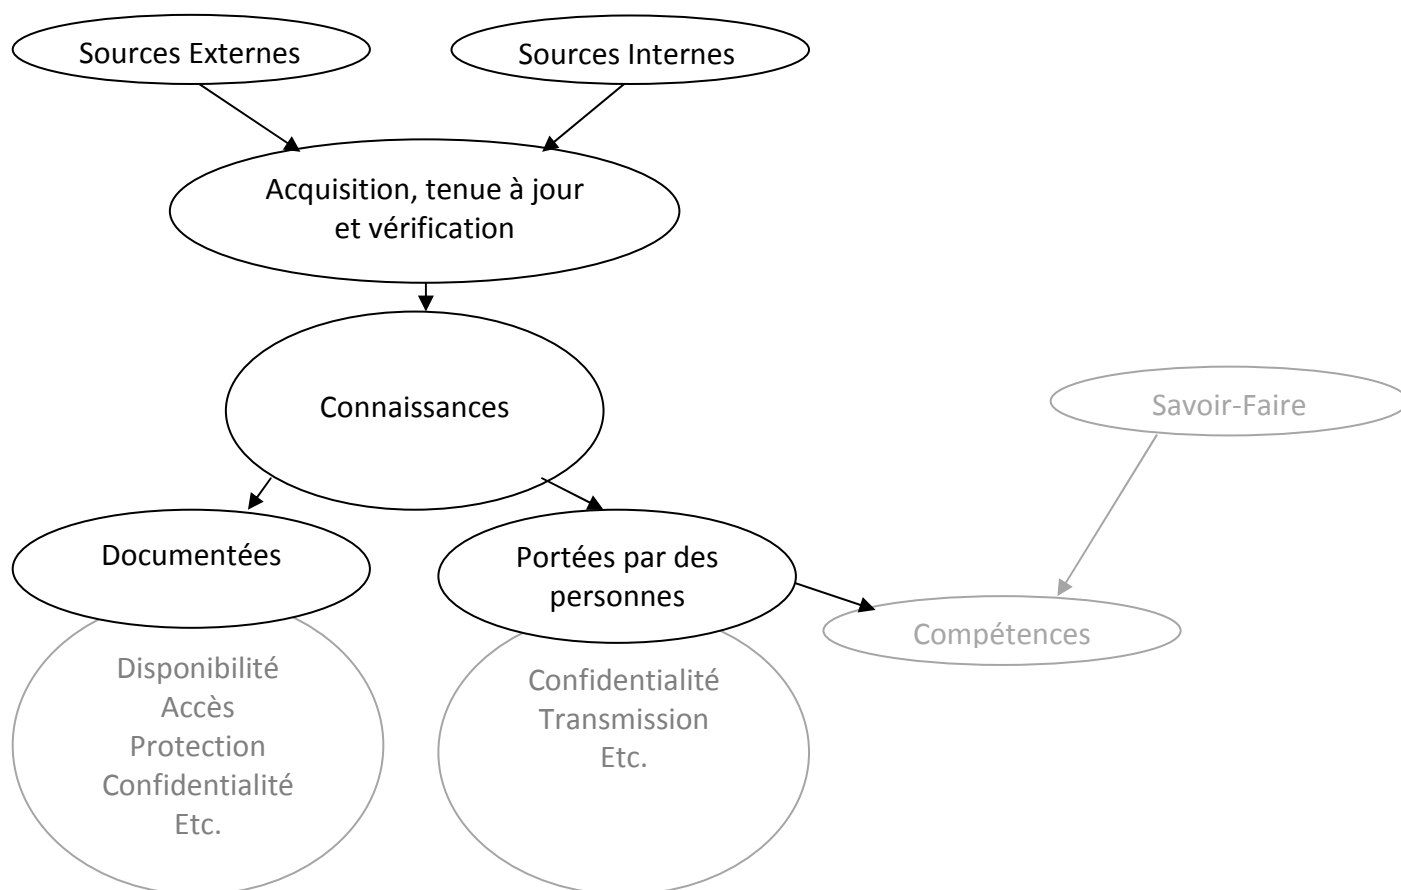 Sources Externes
Sources Internes
Acquisition, tenue à jour
et vérification
Connaissances
Savoir-Faire
Documentées
Portées par des
personnes
Compétences
Disponibilité
Accès
Protection
Confidentialité
Etc.
Confidentialité
Transmission
Etc.